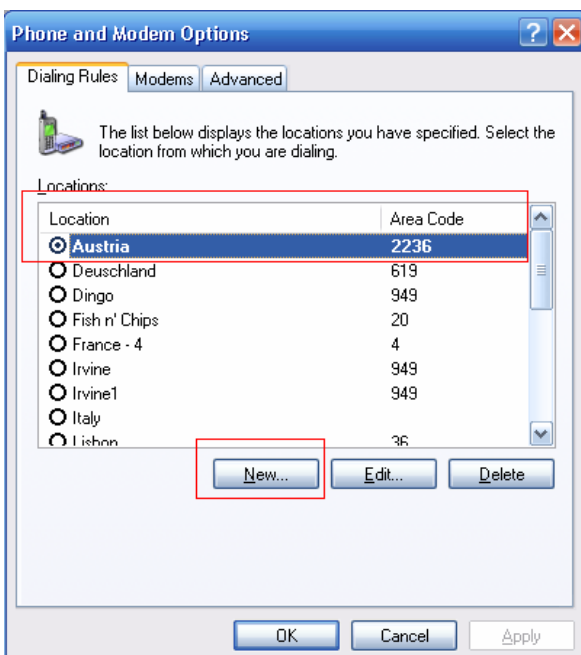 Phone and Modem Options
Dialing Rules Modems Advanced
The list below displays the locations you have specified. Select the
location from which you are dialing.
Locations:
Location Area Code
Austria 2236
Deuschland 619
Dingo 949
Fish n' Chips 20
France - 4 4
Irvine 949
Irvine1 949
Italy
Lisbon 36
New... Edit... Delete
OK Cancel Apply